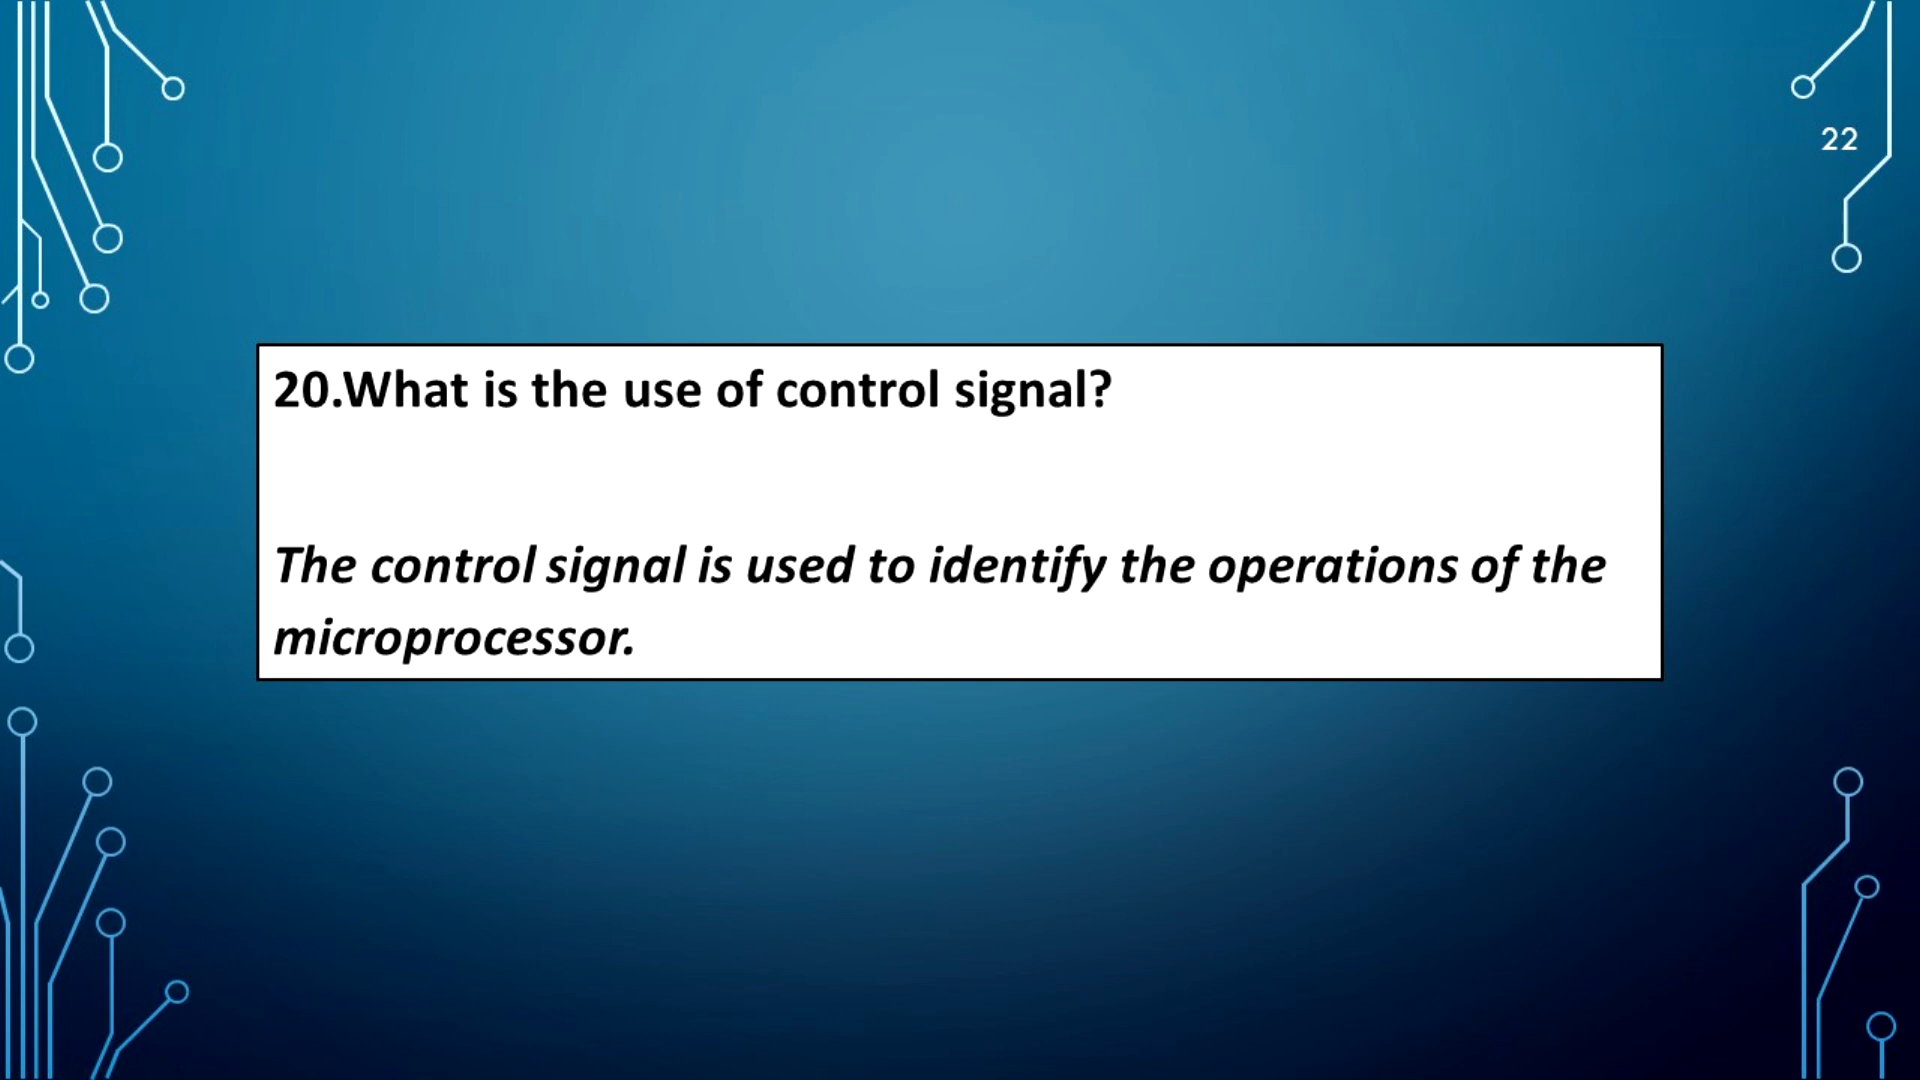 22
20.What is the use of control signal?
The control signal is used to identify the operations of the
microprocessor.